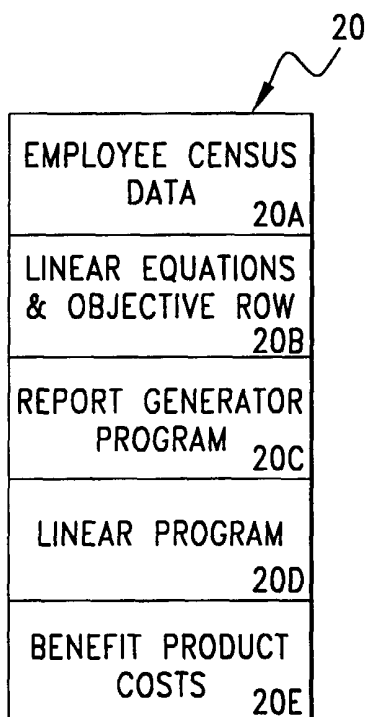 20
EMPLOYEE CENSUS
DATA
20A
LINEAR EQUATIONS
& OBJECTIVE ROW
20B
REPORT GENERATOR
PROGRAM
20C
LINEAR PROGRAM
20D
BENEFIT PRODUCT
COSTS
20E